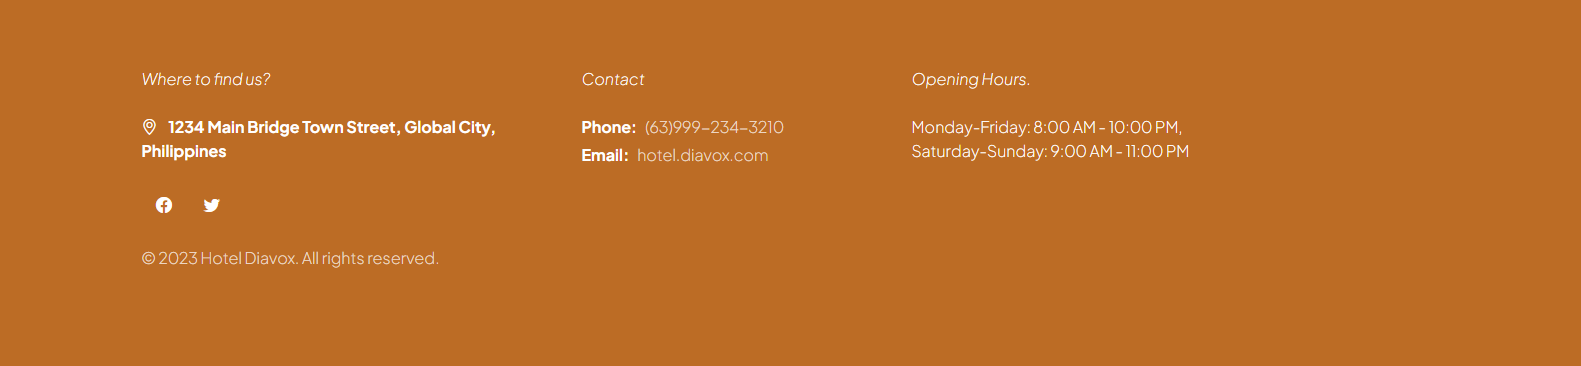 Where to find us?
1234 Main Bridge Town Street, Global City,
Philippines
© 2023 Hotel Diavox. All rights reserved.
Contact
Phone: (63)999-234-3210
Email: hotel.diavox.com
Opening Hours.
Monday-Friday: 8:00 AM - 10:00 PM,
Saturday-Sunday: 9:00 AM - 11:00 PM